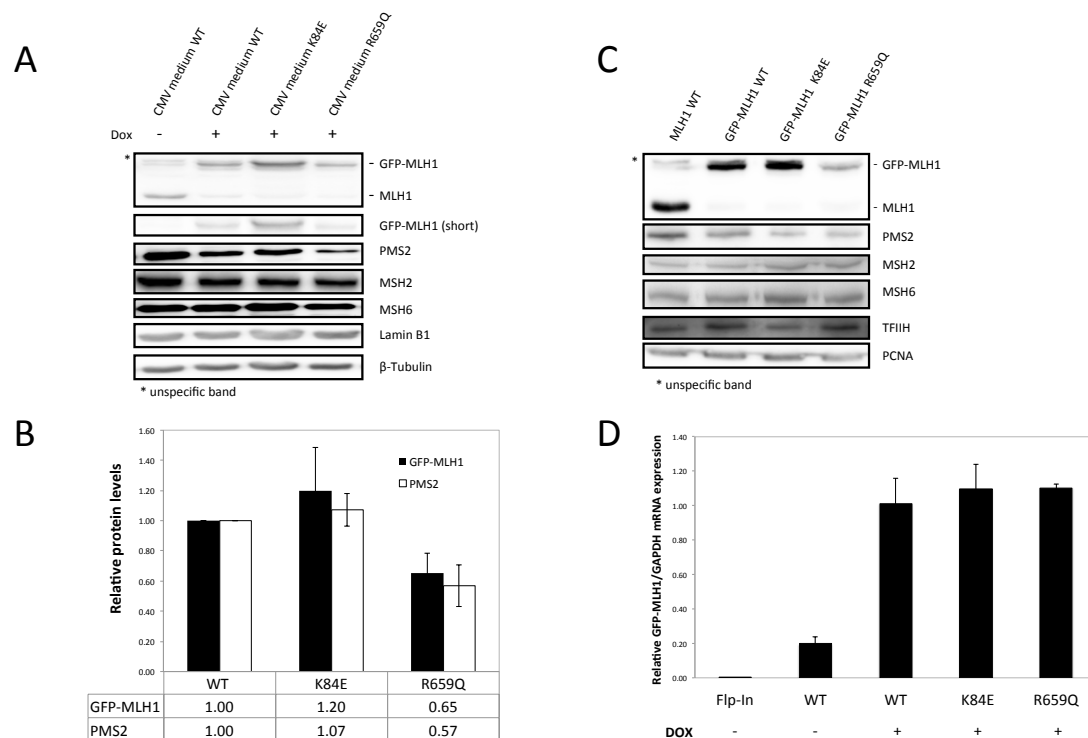 A
CMV medium WT
CMV medium WT
CMV medium K84E
CMV medium R659Q
Dox - + + +
*
- GFP-MLH1
- MLH1
GFP-MLH1 (short)
PMS2
MSH2
MSH6
Lamin B1
β-Tubulin
* unspecific band
C
MLH1 WT
GFP-MLH1 WT
GFP-MLH1 K84E
GFP-MLH1 R659Q
*
- GFP-MLH1
- MLH1
PMS2
MSH2
MSH6
TFIIH
PCNA
* unspecific band
B
Relative protein levels
1.60
1.40
1.20
1.00
0.80
0.60
0.40
0.20
0.00
GFP-MLH1
PMS2
WT K84E R659Q
GFP-MLH1 1.00 1.20 0.65
PMS2 1.00 1.07 0.57
D
Relative GFP-MLH1/GAPDH mRNA expression
1.40
1.20
1.00
0.80
0.60
0.40
0.20
0.00
Flp-In WT WT K84E R659Q
DOX - - + + +